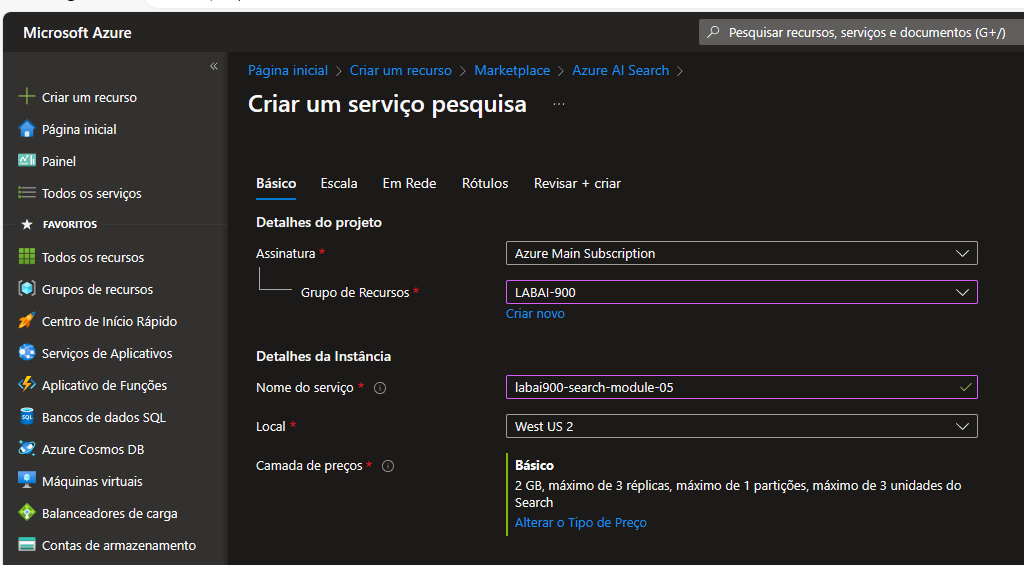 Microsoft Azure
Pesquisar recursos, serviços e documentos (G+/)
«
Criar um recurso
Página inicial
Painel
Todos os serviços
FAVORITOS
Todos os recursos
Grupos de recursos
Centro de Início Rápido
Serviços de Aplicativos
Aplicativo de Funções
Bancos de dados SQL
Azure Cosmos DB
Máquinas virtuais
Balanceadores de carga
Contas de armazenamento
Página inicial > Criar um recurso > Marketplace > Azure AI Search >
Criar um serviço pesquisa ...
Básico Escala Em Rede Rótulos Revisar + criar
Detalhes do projeto
Assinatura * Azure Main Subscription
Grupo de Recursos * LABAI-900
Criar novo
Detalhes da Instância
Nome do serviço * labai900-search-module-05
Local * West US 2
Camada de preços * Básico
2 GB, máximo de 3 réplicas, máximo de 1 partições, máximo de 3 unidades do
Search
Alterar o Tipo de Preço